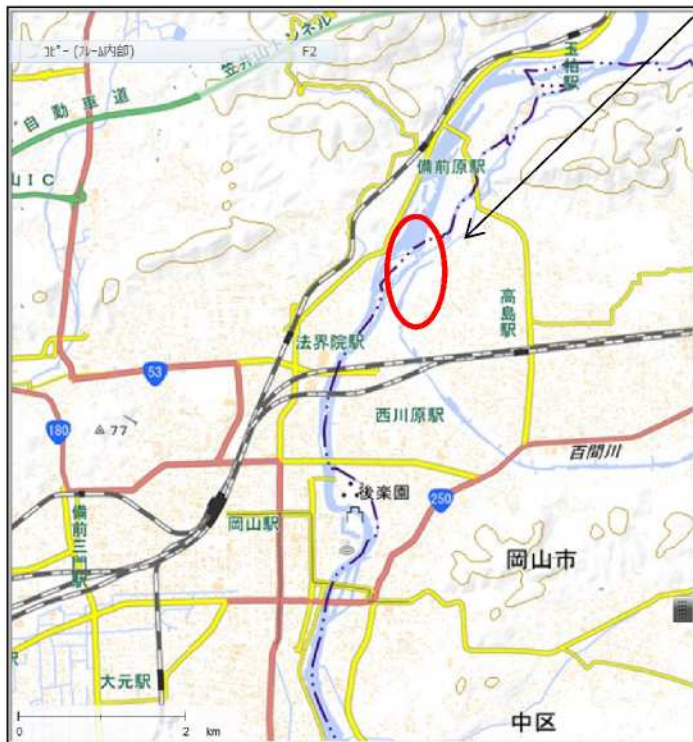 コピー (フレーム内部) F2
笠井山トンネル
玉柏駅
自動車道
山IC
備前原駅
高島駅
法界院駅
53
180
77
西川原駅
百間川
後楽園
250
岡山駅
備前三門駅
岡山市
駅
大元駅
0 2 km
中区